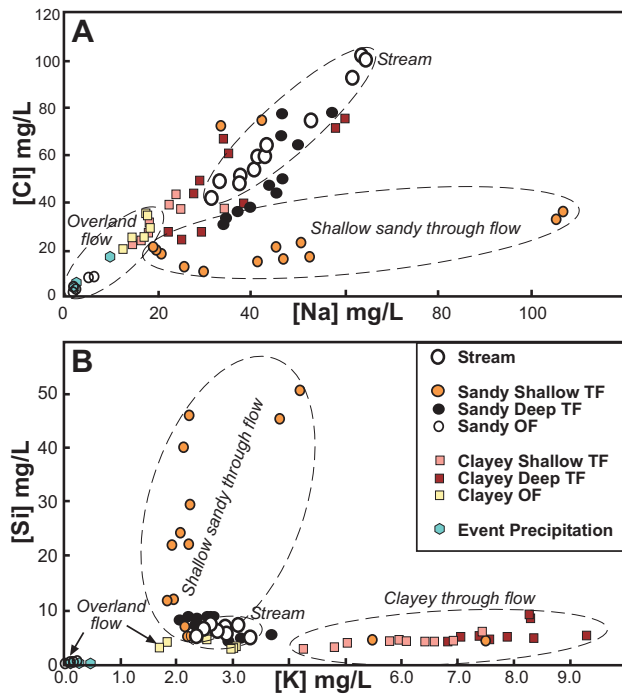 A
[Cl] mg/L
120
100
80
60
40
20
0
Stream
Overland
flow
Shallow sandy through flow
0
20
40
60
80
100
[Na] mg/L
B
[Si] mg/L
50
40
30
20
10
0
Shallow sandy through flow
Stream
Overland
flow
Clayey through flow
Stream
Sandy Shallow TF
Sandy Deep TF
Sandy OF
Clayey Shallow TF
Clayey Deep TF
Clayey OF
Event Precipitation
0.0
1.0
2.0
3.0
4.0
5.0
6.0
7.0
8.0
9.0
[K] mg/L